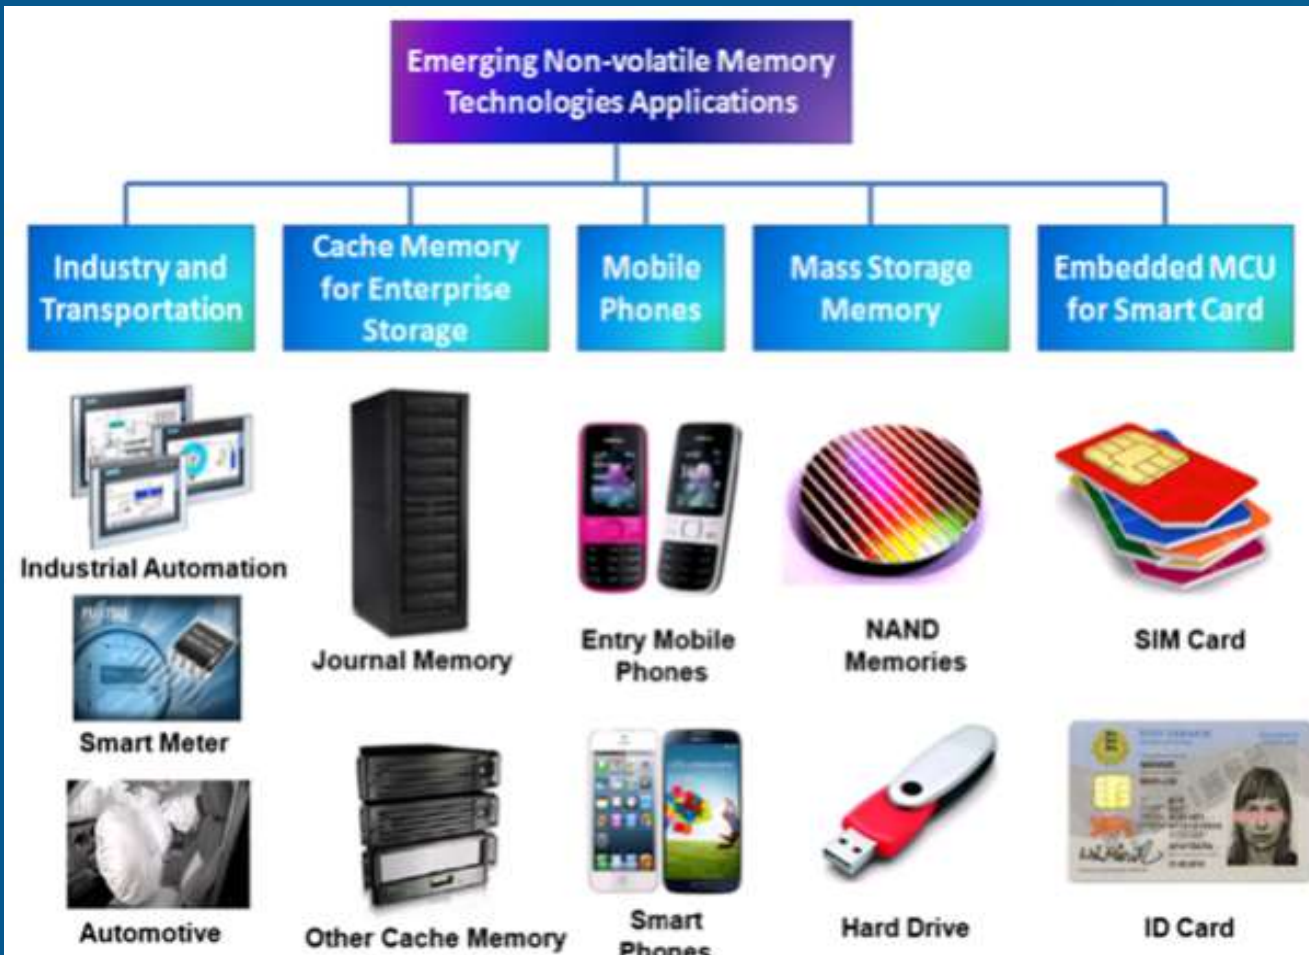 Emerging Non-volatile Memory
Technologies Applications
Industry and
Transportation
Cache Memory
for Enterprise
Storage
Mobile
Phones
Mass Storage
Memory
Embedded MCU
for Smart Card
Industrial Automation
FUJITSU
Smart Meter
Automotive
Journal Memory
Other Cache Memory
Entry Mobile
Phones
Smart
Phones
NAND
Memories
Hard Drive
SIM Card
ID Card